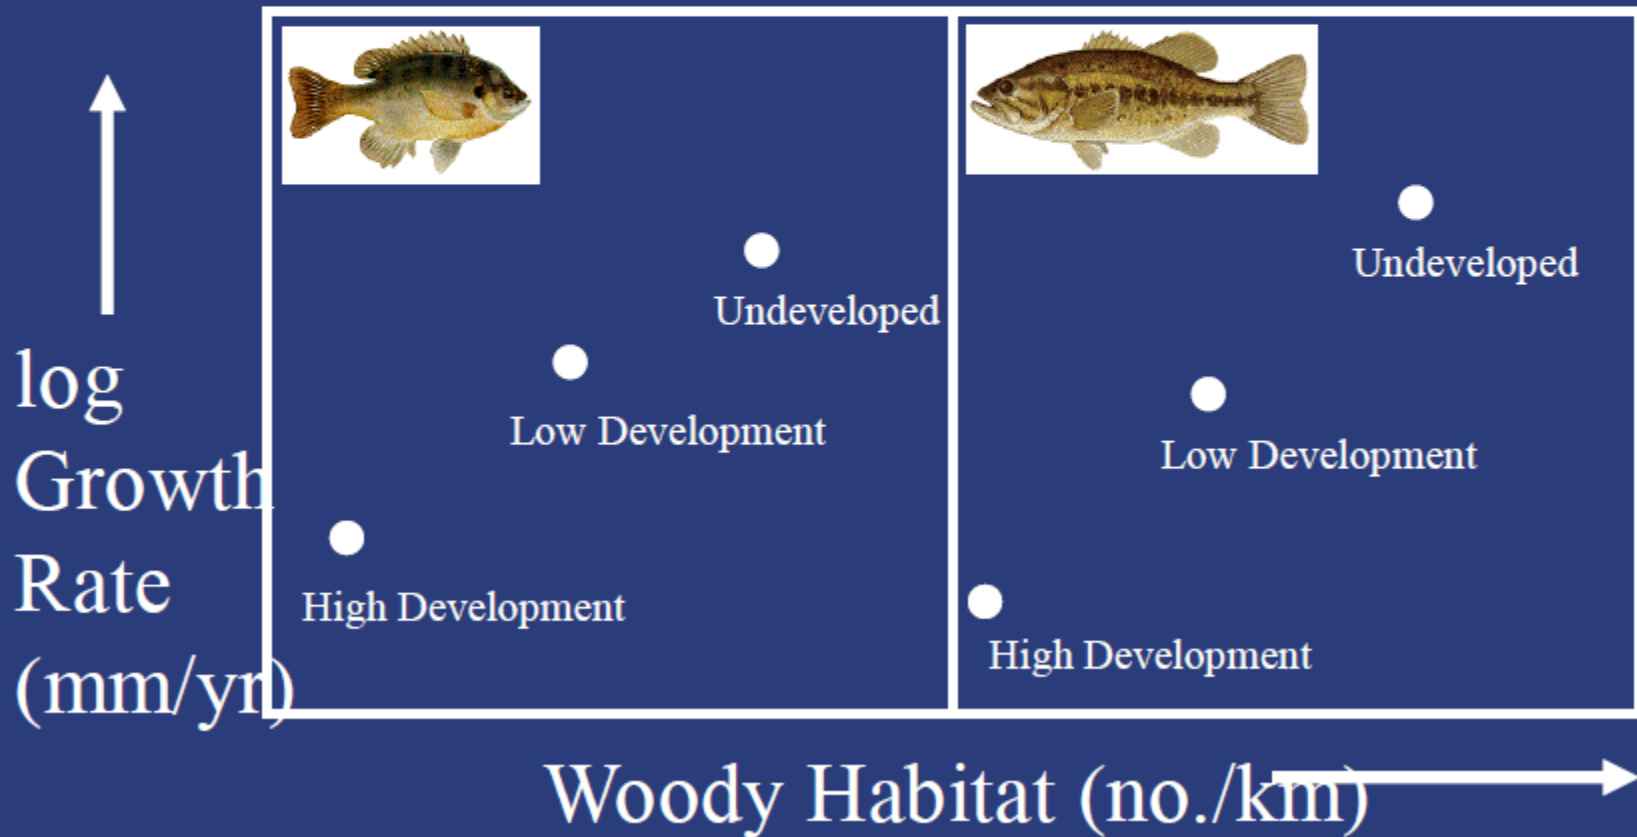 log
Growth
Rate
(mm/yr)
Undeveloped
Low Development
High Development
Undeveloped
Low Development
High Development
Woody Habitat (no./km)